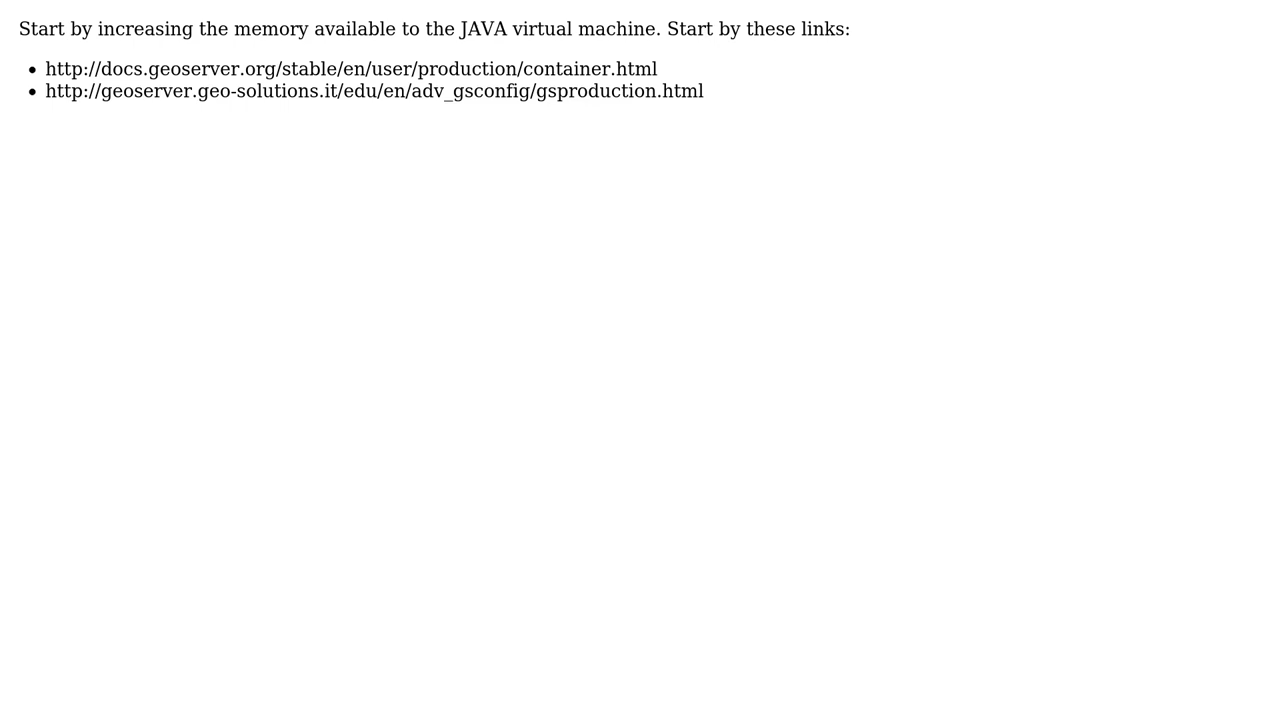 Start by increasing the memory available to the JAVA virtual machine. Start by these links:
• http://docs.geoserver.org/stable/en/user/production/container.html
• http://geoserver.geo-solutions.it/edu/en/adv_gsconfig/gsproduction.html